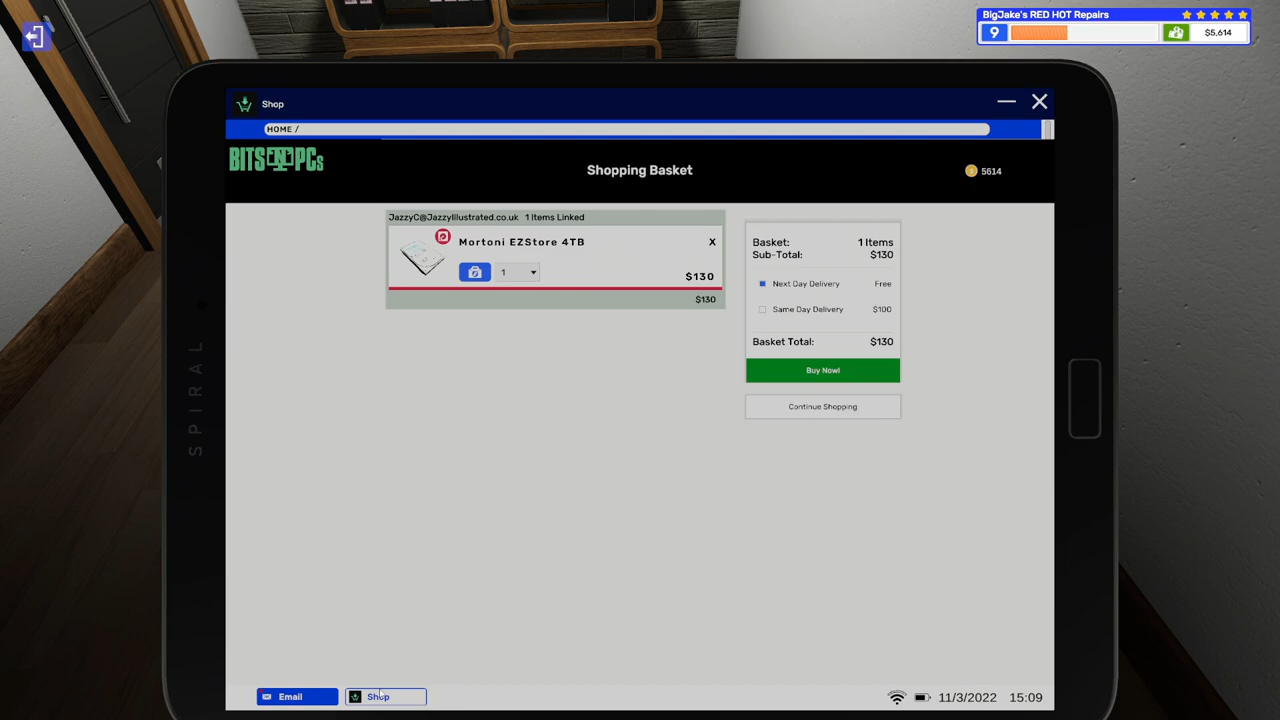 BigJake's RED HOT Repairs
9
$5,614
Shop
HOME /
BITSNPCs
Shopping Basket
5614
JazzyC@JazzyIllustrated.co.uk 1 Items Linked
Mortoni EZStore 4TB
X
1
$130
$130
Basket: 1 Items
Sub-Total: $130
Next Day Delivery Free
Same Day Delivery $100
Basket Total: $130
Buy Now!
Continue Shopping
SPIRAL
Email
Shop
11/3/2022 15:09